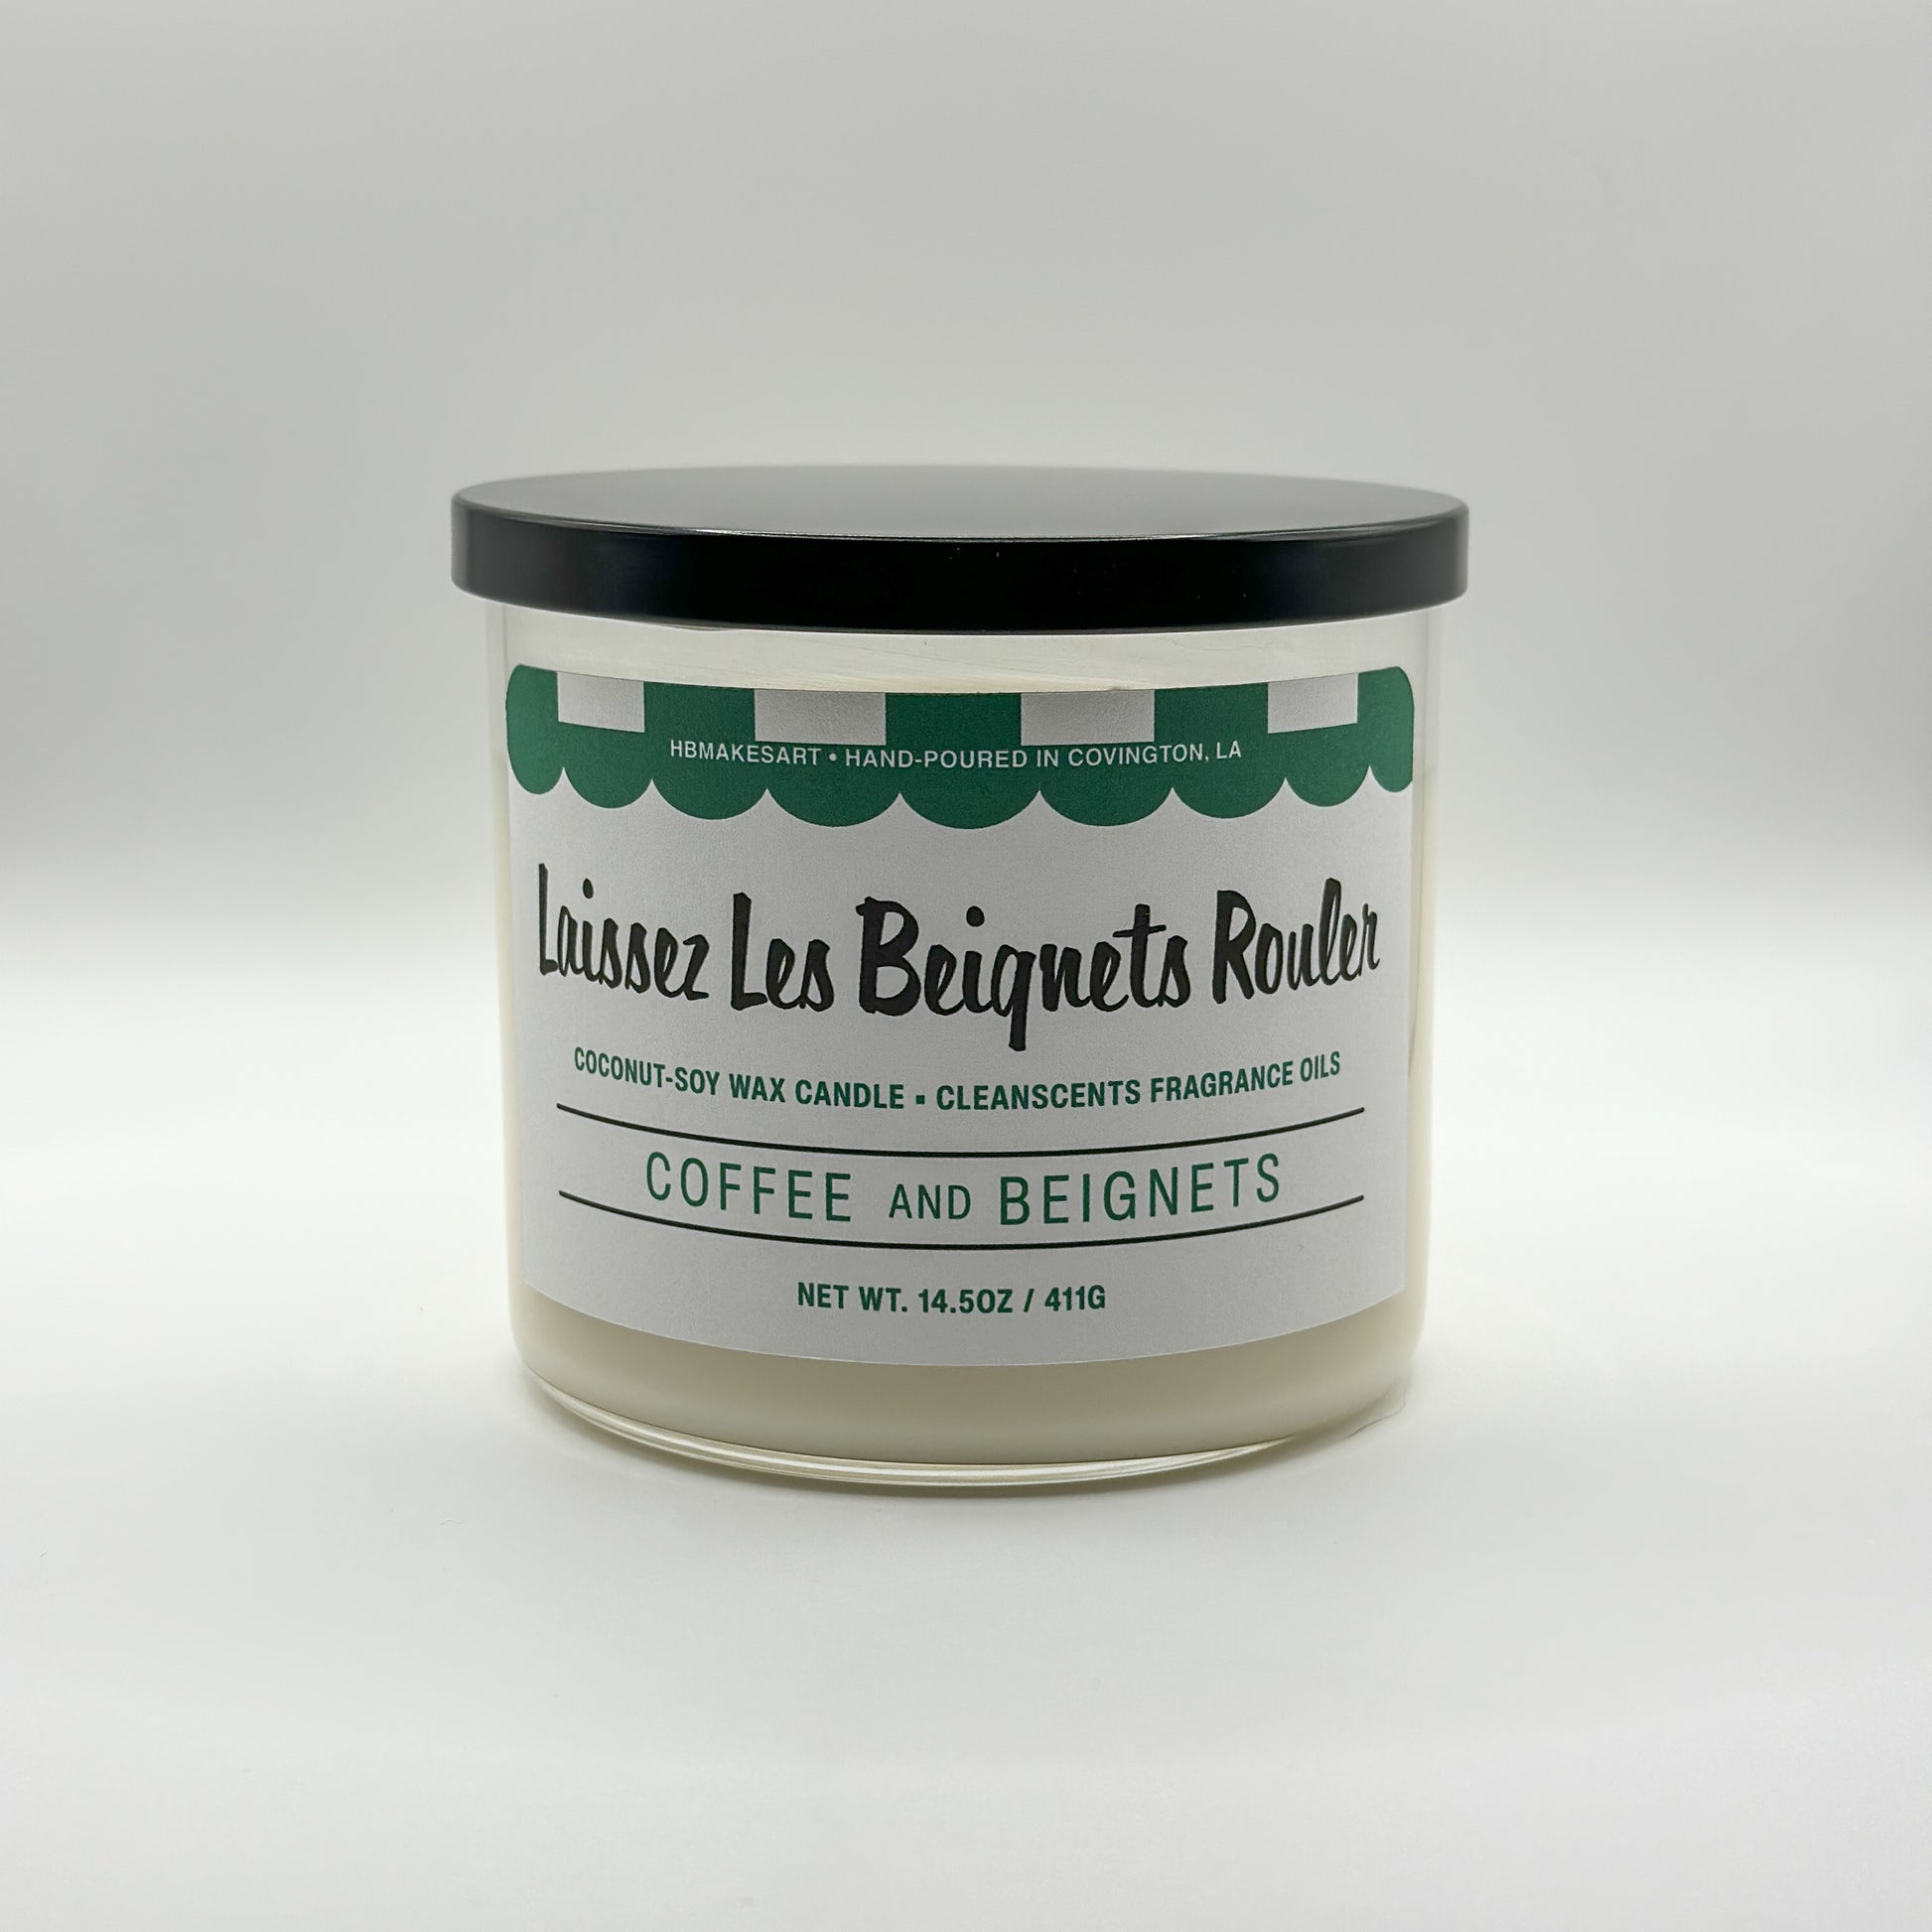 HBMAKESART • HAND-POURED IN COVINGTON, LA
Laissez Les Beignets Rouler
COCONUT-SOY WAX CANDLE ▪ CLEANSCENTS FRAGRANCE OILS
COFFEE AND BEIGNETS
NET WT. 14.5OZ / 411G